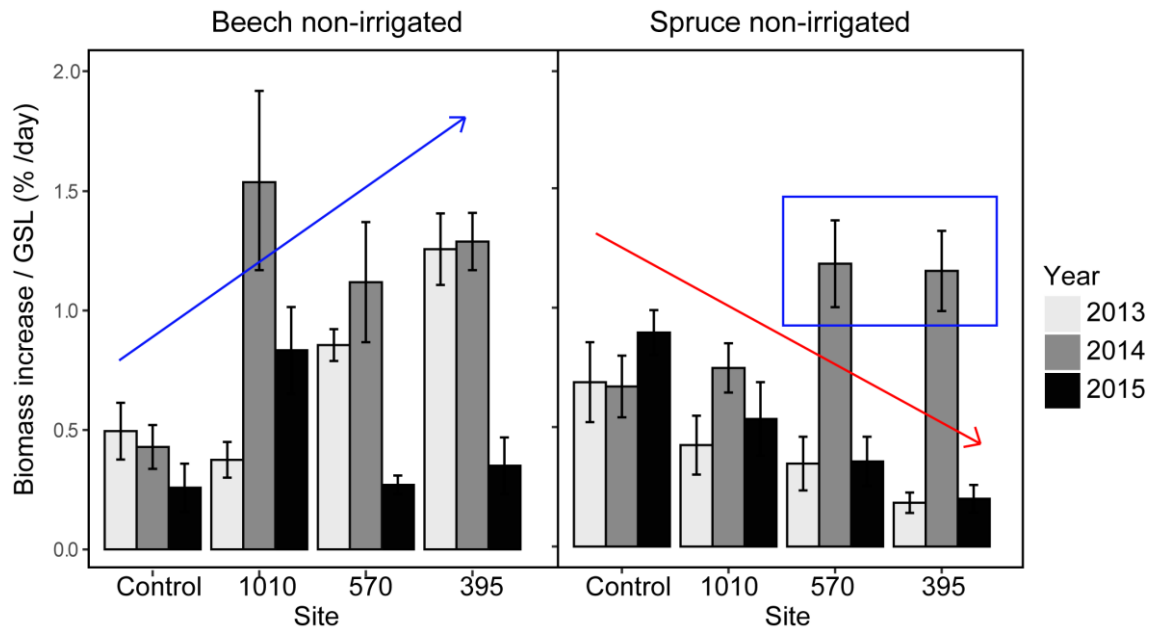 Beech non-irrigated
Spruce non-irrigated
Biomass increase / GSL (% /day)
2.0
1.5
1.0
0.5
0.0
Control 1010 570 395
Site
Control 1010 570 395
Site
Year
2013
2014
2015